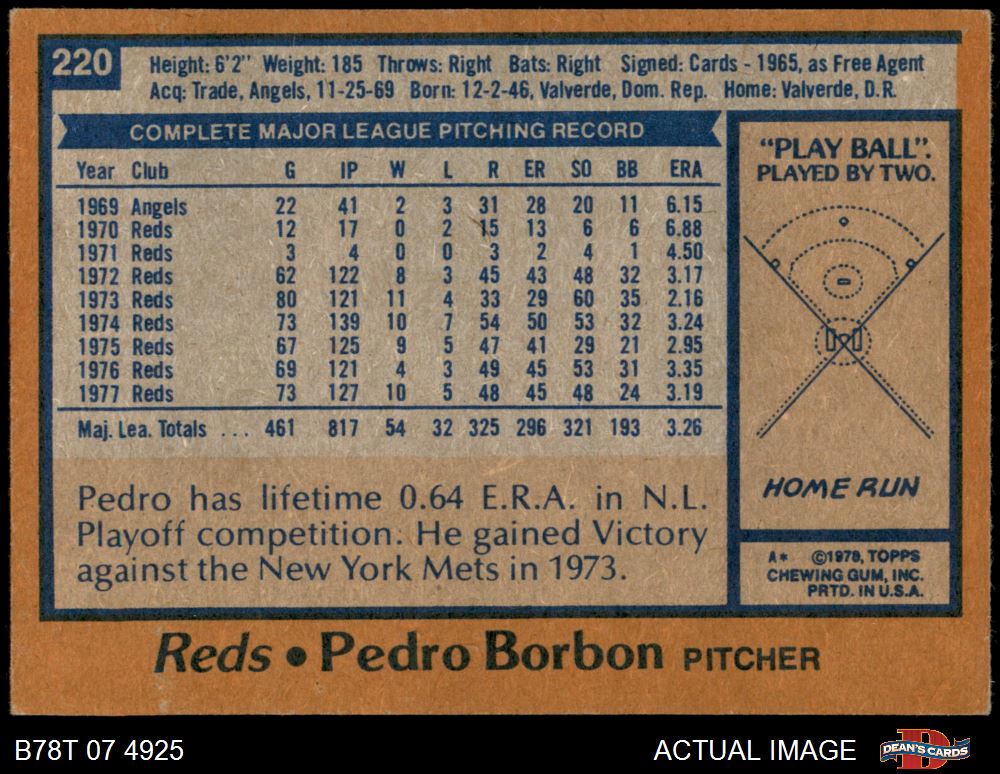 220
Height: 6'2" Weight: 185 Throws: Right Bats: Right Signed: Cards - 1965, as Free Agent
Acq: Trade, Angels, 11-25-69 Born: 12-2-46, Valverde, Dom. Rep. Home: Valverde, D.R.
COMPLETE MAJOR LEAGUE PITCHING RECORD
Year Club G IP W L R ER SO BB ERA
1969 Angels 22 41 2 3 31 28 20 11 6.15
1970 Reds 12 17 0 2 15 13 6 6 6.88
1971 Reds 3 4 0 0 3 2 4 1 4.50
1972 Reds 62 122 8 3 45 43 48 32 3.17
1973 Reds 80 121 11 4 33 29 60 35 2.16
1974 Reds 73 139 10 7 54 50 53 32 3.24
1975 Reds 67 125 9 5 47 41 29 21 2.95
1976 Reds 69 121 4 3 49 45 53 31 3.35
1977 Reds 73 127 10 5 48 45 48 24 3.19
Maj. Lea. Totals ... 461 817 54 32 325 296 321 193 3.26
Pedro has lifetime 0.64 E.R.A. in N.L.
Playoff competition. He gained Victory
against the New York Mets in 1973.
"PLAY BALL".
PLAYED BY TWO.
HOME RUN
A* ©1978, TOPPS
CHEWING GUM, INC.
PRTD. IN U.S.A.
Reds • Pedro Borbon PITCHER
B78T 07 4925
ACTUAL IMAGE
DEAN'S CARDS